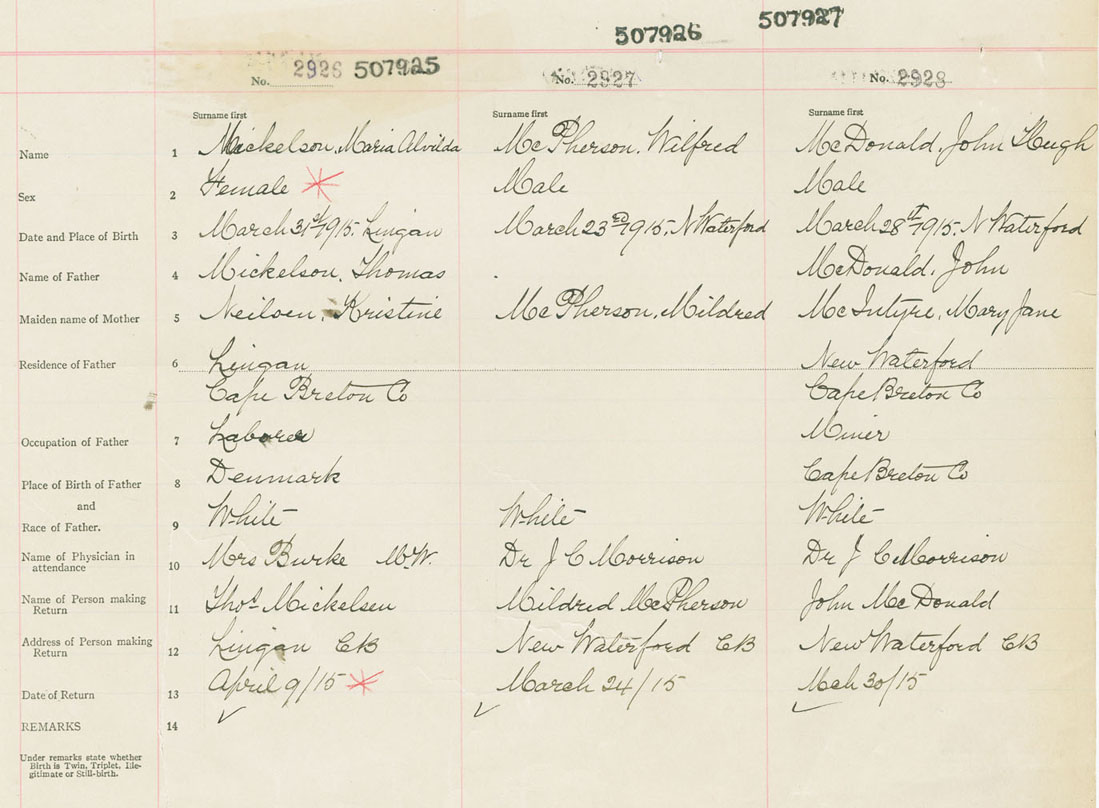 507926 507927
No. 2926 507925 No. 2927 No. 2928
Surname first Surname first Surname first
Name 1 Mickelson, Maria Alvilda McPherson, Wilfred McDonald, John Hugh
Sex 2 Female Male Male
Date and Place of Birth 3 March 31st 1915. Lingan March 23rd 1915. N Waterford March 28th 1915. N Waterford
Name of Father 4 Mickelson, Thomas McDonald, John
Maiden name of Mother 5 Neilsen, Kristine McPherson, Mildred McIntyre, Mary Jane
Residence of Father 6 Lingan New Waterford
Cape Breton Co Cape Breton Co
Occupation of Father 7 Laborer Miner
Place of Birth of Father 8 Denmark Cape Breton Co
and
Race of Father. 9 White White White
Name of Physician in
attendance 10 Mrs Burke M.W. Dr J C Morrison Dr J C Morrison
Name of Person making
Return 11 Thos Mickelsen Mildred McPherson John McDonald
Address of Person making
Return 12 Lingan CB New Waterford CB New Waterford CB
Date of Return 13 April 9/15 March 24/15 Mch 30/15
REMARKS 14
Under remarks state whether
Birth is Twin, Triplet, Ille-
gitimate or Still-birth.